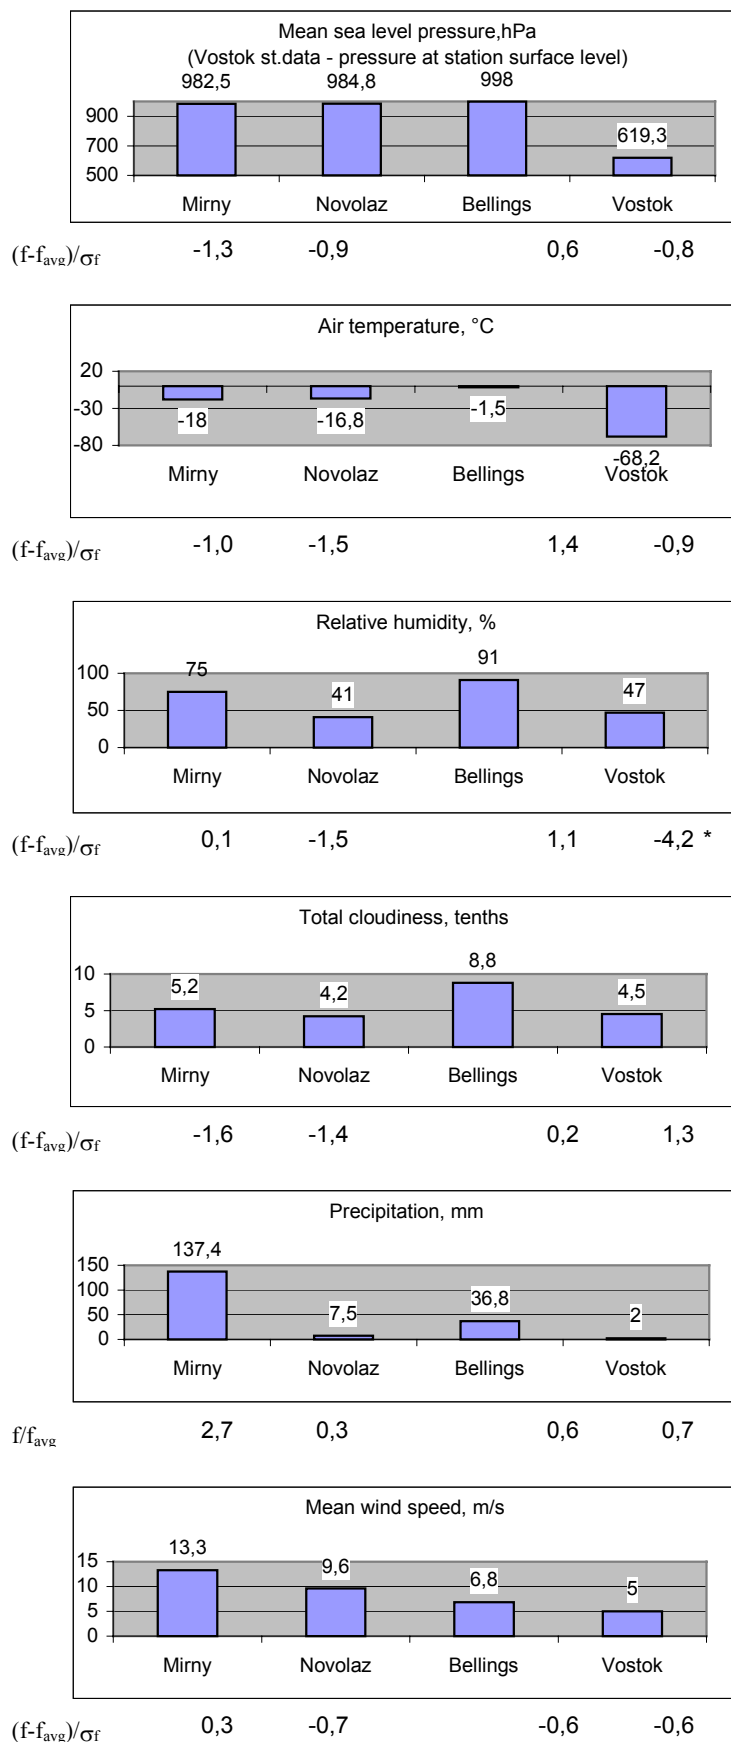 Mean sea level pressure,hPa
(Vostok st.data - pressure at station surface level)
982,5 984,8 998
900
619,3
700
500
Mirny Novolaz Bellings Vostok
(f-favg)/σf -1,3 -0,9 0,6 -0,8
Air temperature, °C
20
-30
-18 -16,8 -1,5
-80
-68,2
Mirny Novolaz Bellings Vostok
(f-favg)/σf -1,0 -1,5 1,4 -0,9
Relative humidity, %
100
75 41 91 47
50
0
Mirny Novolaz Bellings Vostok
(f-favg)/σf 0,1 -1,5 1,1 -4,2 *
Total cloudiness, tenths
8,8
10
5,2 4,2 4,5
5
0
Mirny Novolaz Bellings Vostok
(f-favg)/σf -1,6 -1,4 0,2 1,3
Precipitation, mm
137,4
150
100
7,5 36,8 2
50
0
Mirny Novolaz Bellings Vostok
f/favg 2,7 0,3 0,6 0,7
Mean wind speed, m/s
13,3
15
9,6 6,8 5
10
5
0
Mirny Novolaz Bellings Vostok
(f-favg)/σf 0,3 -0,7 -0,6 -0,6